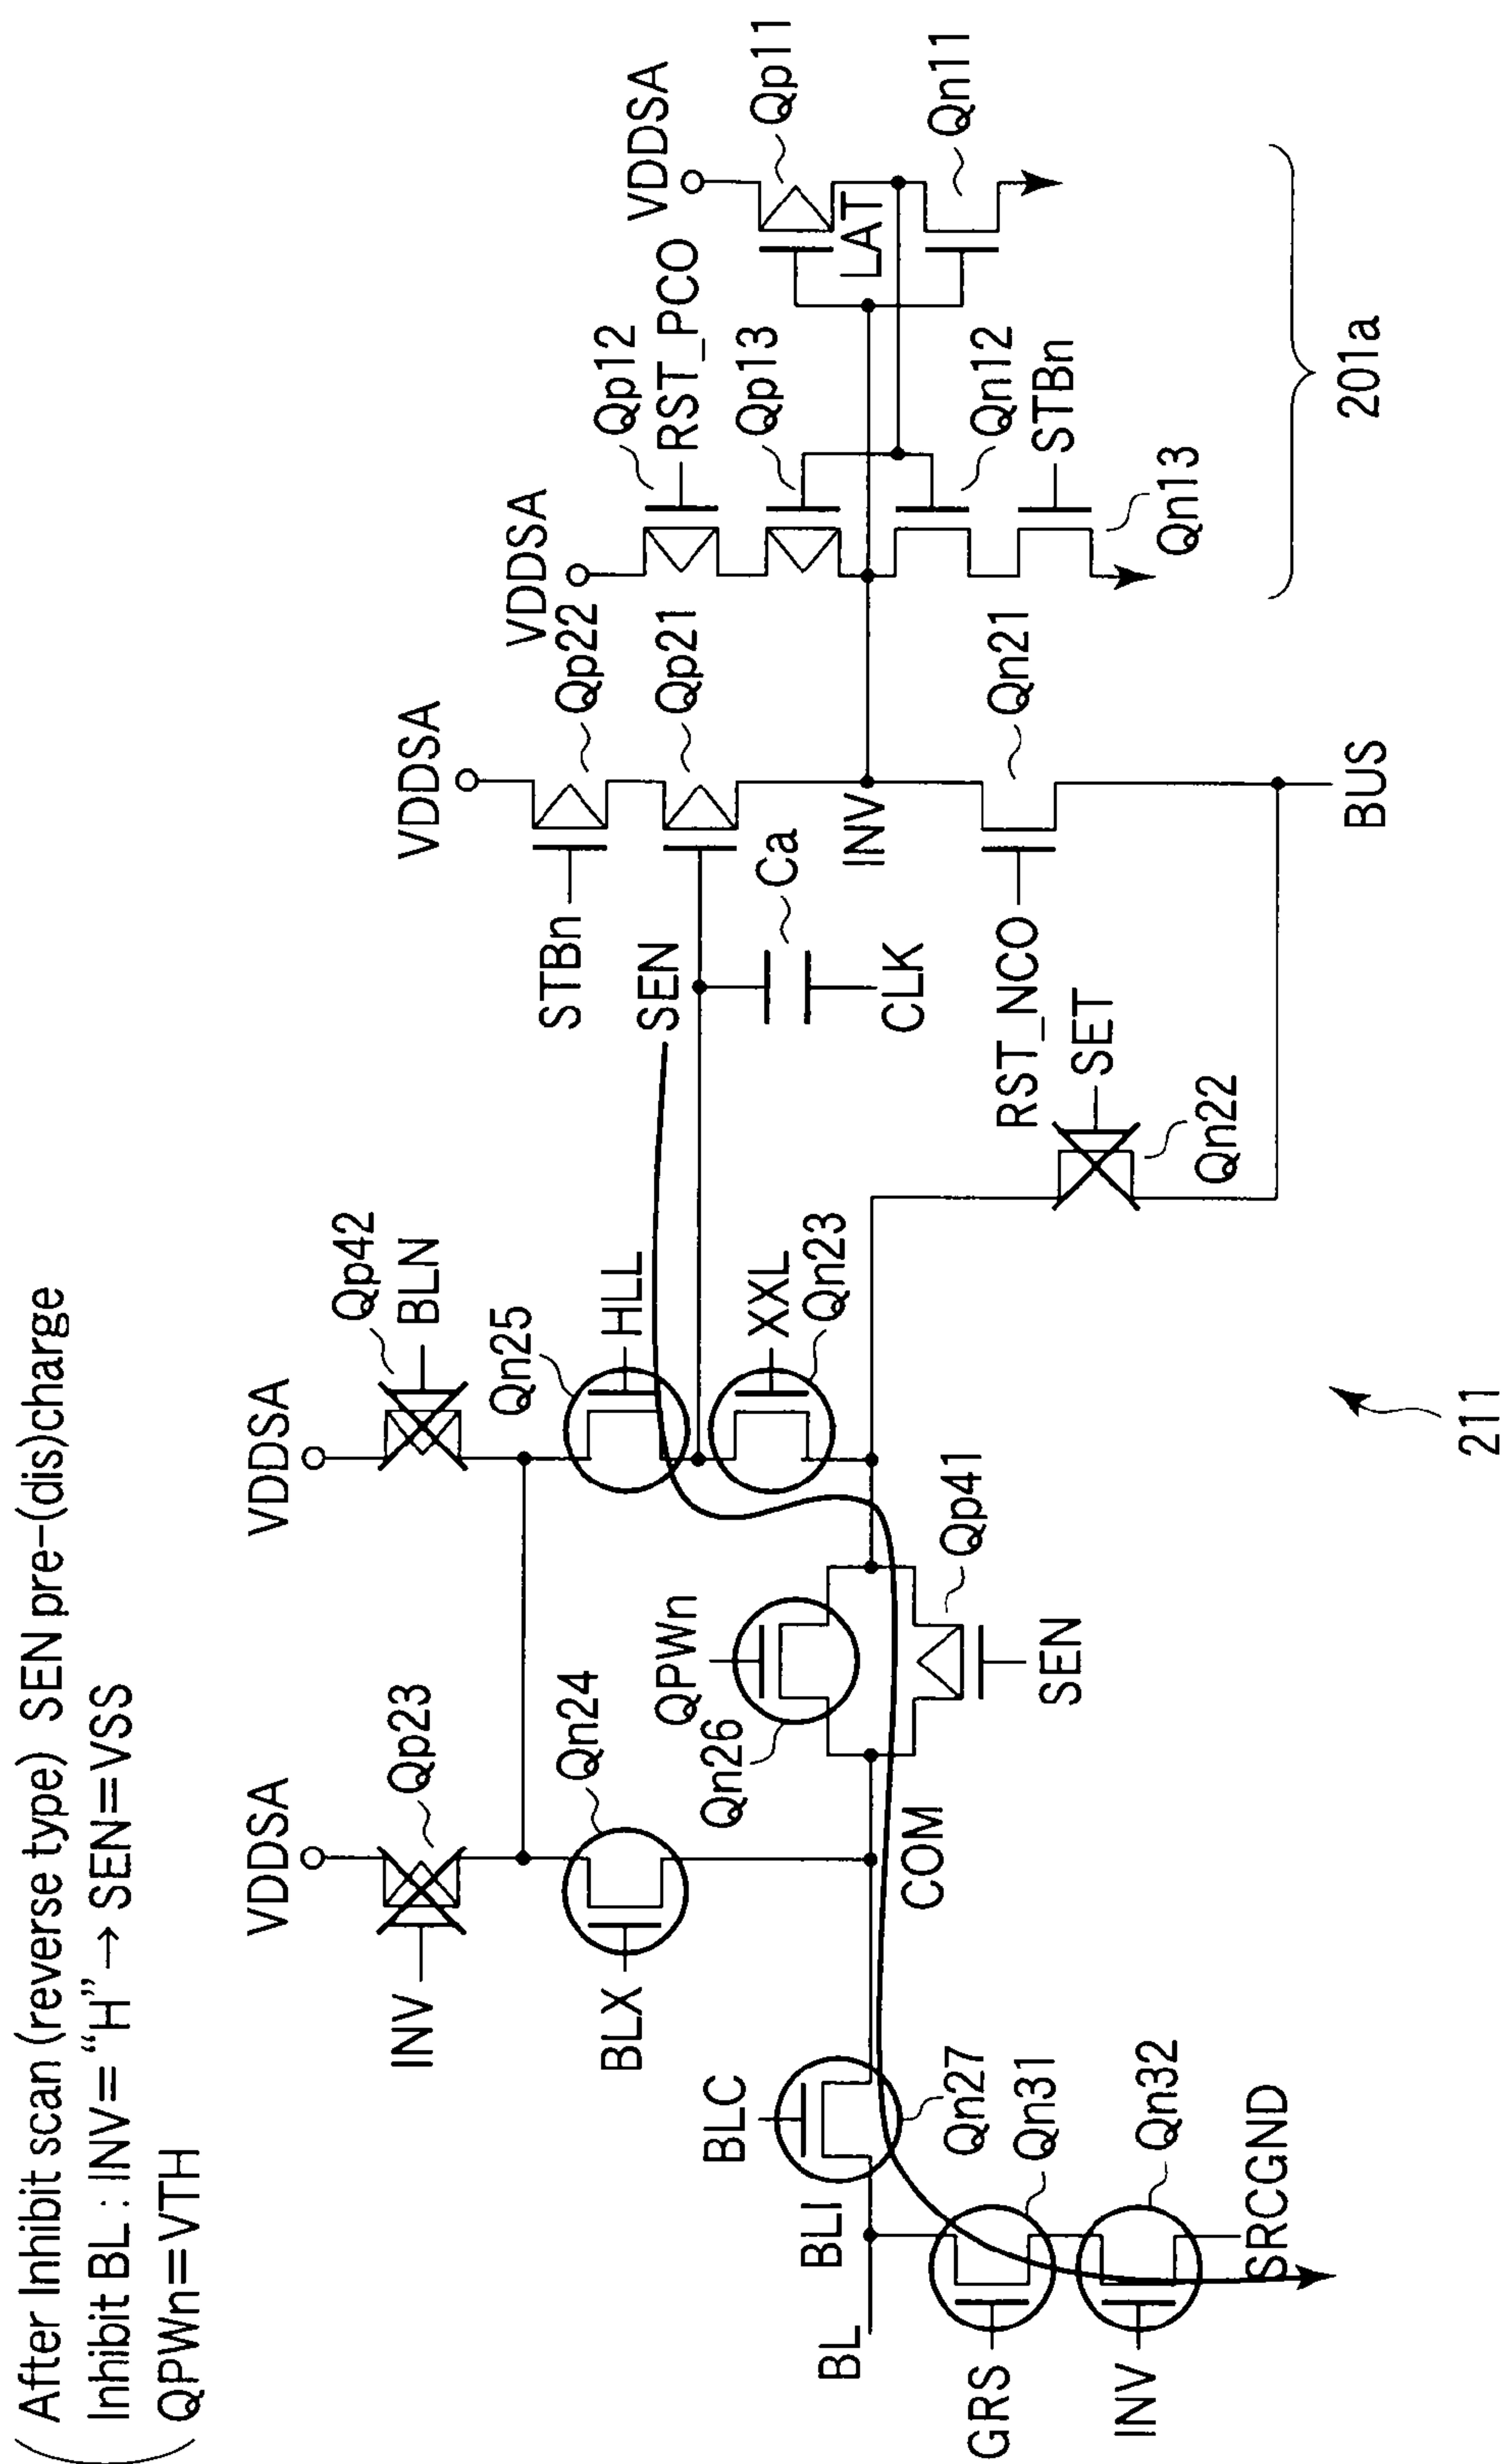 After Inhibit scan (reverse type) SEN pre-(dis)charge
Inhibit BL : INV= “H” → SEN=VSS
QPWn=VTH
VDDSA
Qp23
INV
VDDSA
Qp42
BLN
Qn24
BLX
Qn25
HLL
BLC
Qn27
QPWn
Qn26
XXL
Qn23
BL
BLI
COM
Qp41
SEN
GRS
Qn31
INV
Qn32
SRCGND
SET
Qn22
211
VDDSA
STBn
Qp22
SEN
Qp21
Ca
CLK
INV
RST_NCO
Qn21
BUS
VDDSA
Qp12
RST_PCO
Qp13
Qn12
STBn
Qn13
VDDSA
Qp11
LAT
Qn11
201a